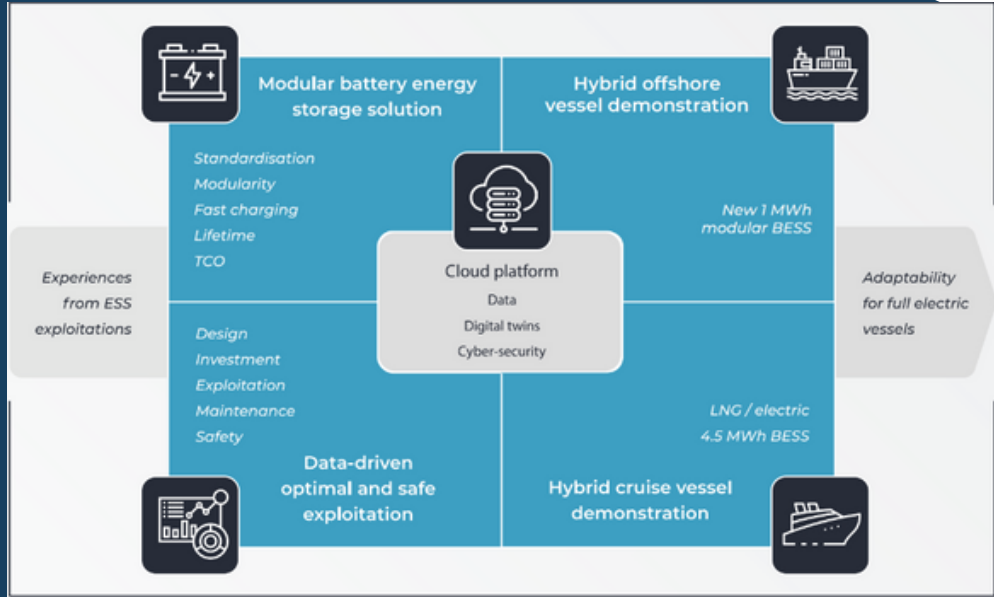 Modular battery energy
storage solution
Standardisation
Modularity
Fast charging
Lifetime
TCO
Hybrid offshore
vessel demonstration
New 1 MWh
modular BESS
Experiences
from ESS
exploitations
Cloud platform
Data
Digital twins
Cyber-security
Adaptability
for full electric
vessels
Design
Investment
Exploitation
Maintenance
Safety
Data-driven
optimal and safe
exploitation
LNG / electric
4.5 MWh BESS
Hybrid cruise vessel
demonstration